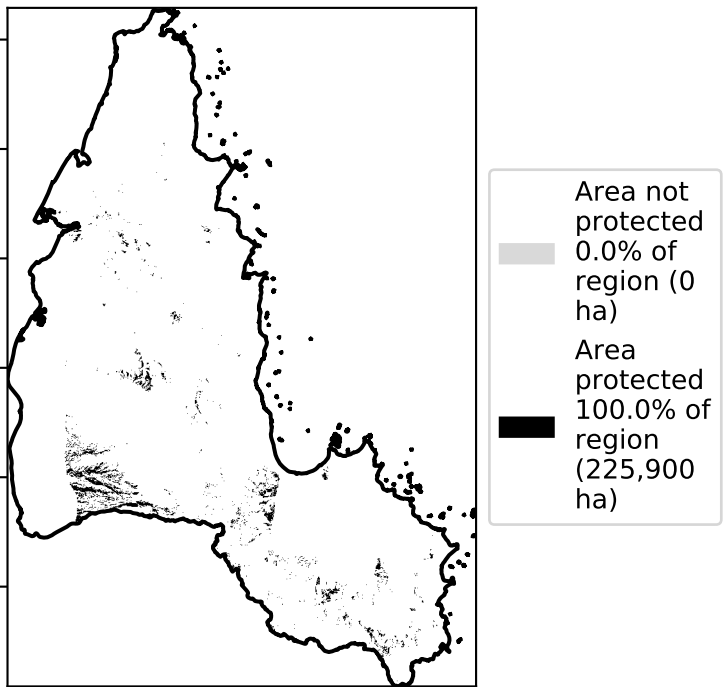 Area not
protected
0.0% of
region (0
ha)
Area
protected
100.0% of
region
(225,900
ha)